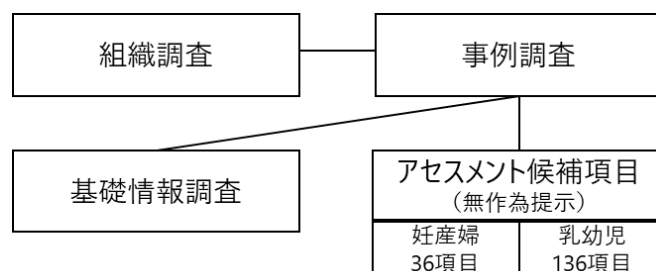 組織調査
事例調査
基礎情報調査
アセスメント候補項目
（無作為提示）
妊産婦
36項目
乳幼児
136項目